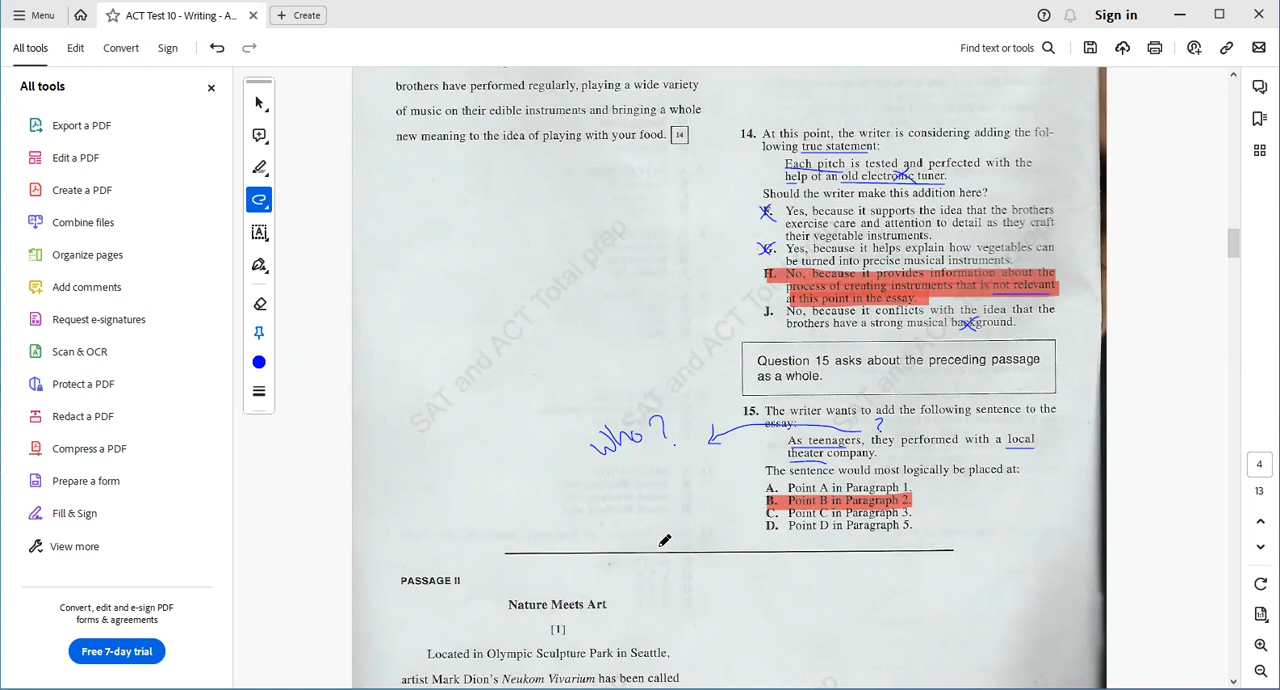 Menu
ACT Test 10 - Writing - A...
Create
Sign in
All tools
Edit
Convert
Sign
Find text or tools
All tools
Export a PDF
Edit a PDF
Create a PDF
Combine files
Organize pages
Add comments
Request e-signatures
Scan & OCR
Protect a PDF
Redact a PDF
Compress a PDF
Prepare a form
Fill & Sign
View more
Convert, edit and e-sign PDF
forms & agreements
Free 7-day trial
brothers have performed regularly, playing a wide variety
of music on their edible instruments and bringing a whole
new meaning to the idea of playing with your food. 14
14. At this point, the writer is considering adding the fol-
lowing true statement:
Each pitch is tested and perfected with the
help of an old electronic tuner.
Should the writer make this addition here?
F. Yes, because it supports the idea that the brothers
exercise care and attention to detail as they craft
their vegetable instruments.
G. Yes, because it helps explain how vegetables can
be turned into precise musical instruments.
H. No, because it provides information about the
process of creating instruments that is not relevant
at this point in the essay.
J. No, because it conflicts with the idea that the
brothers have a strong musical background.
Question 15 asks about the preceding passage
as a whole.
15. The writer wants to add the following sentence to the
essay:
?
As teenagers, they performed with a local
theater company.
who?
The sentence would most logically be placed at:
A. Point A in Paragraph 1.
B. Point B in Paragraph 2.
C. Point C in Paragraph 3.
D. Point D in Paragraph 5.
PASSAGE II
Nature Meets Art
[1]
Located in Olympic Sculpture Park in Seattle,
artist Mark Dion's Neukom Vivarium has been called
SAT and ACT Total prep
SAT and ACT Total prep
4
13